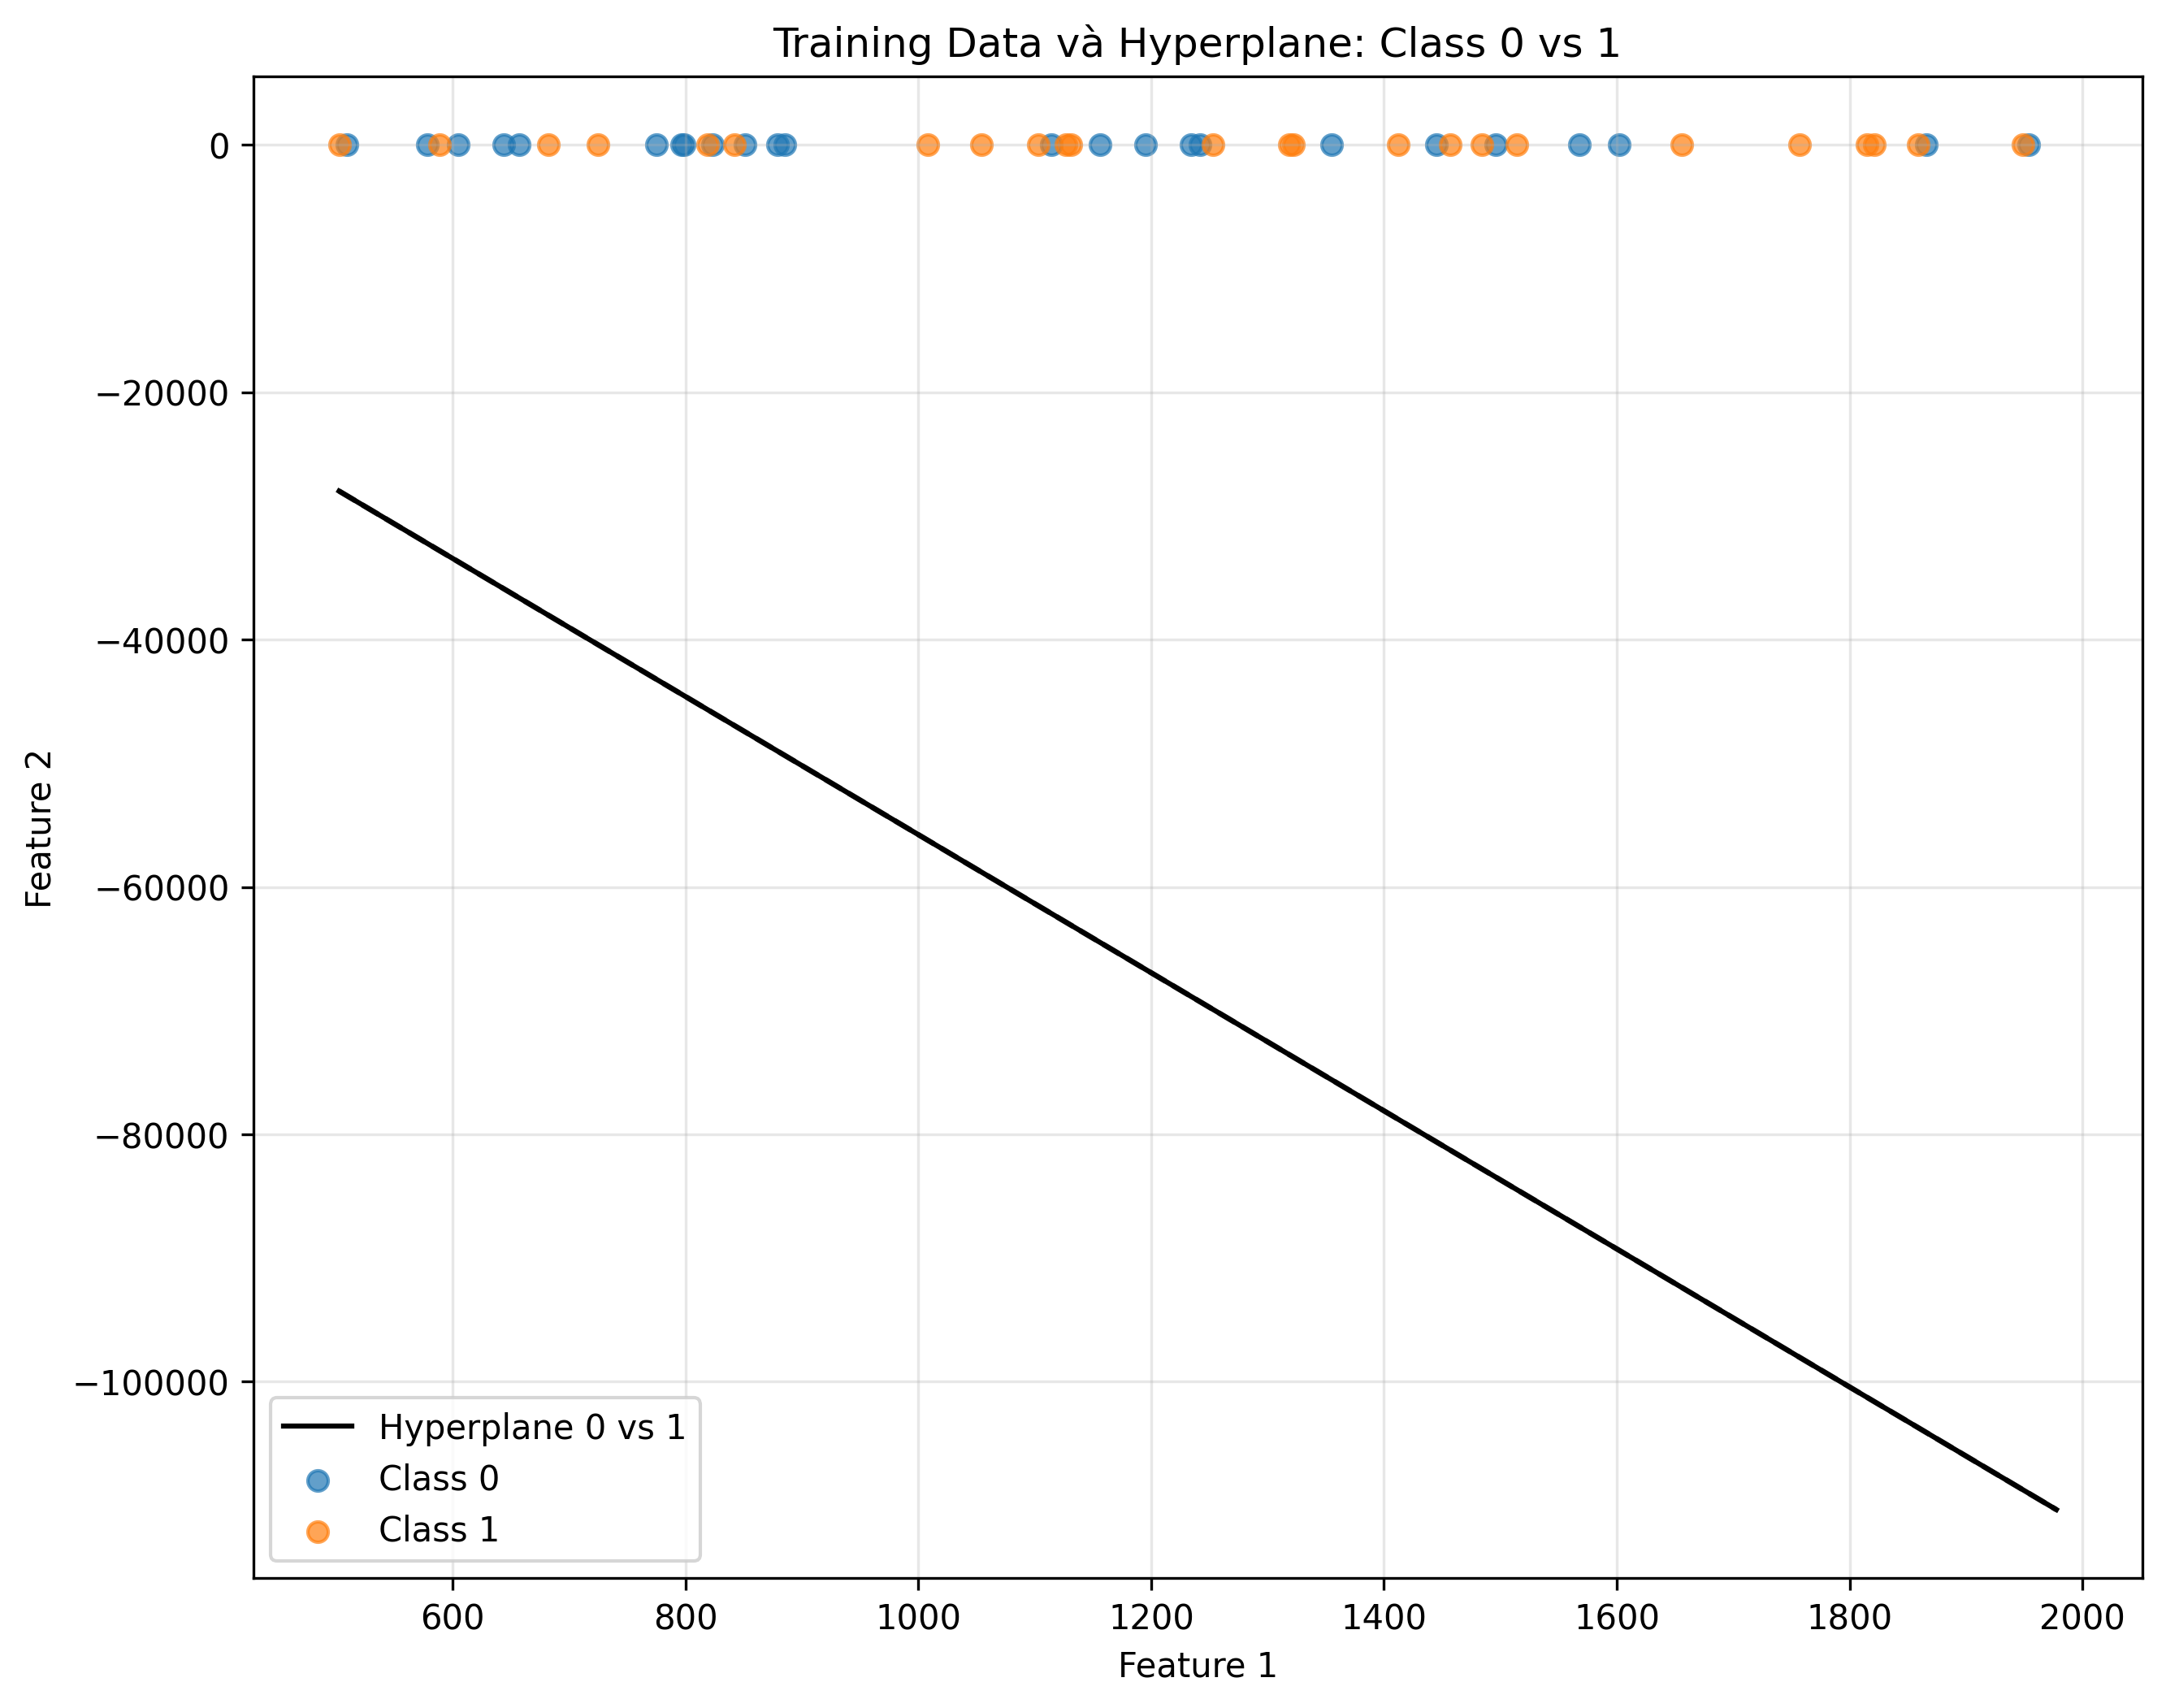 Training Data và Hyperplane: Class 0 vs 1
0
−20000
−40000
−60000
−80000
−100000
Feature 2
Hyperplane 0 vs 1
Class 0
Class 1
600 800 1000 1200 1400 1600 1800 2000
Feature 1